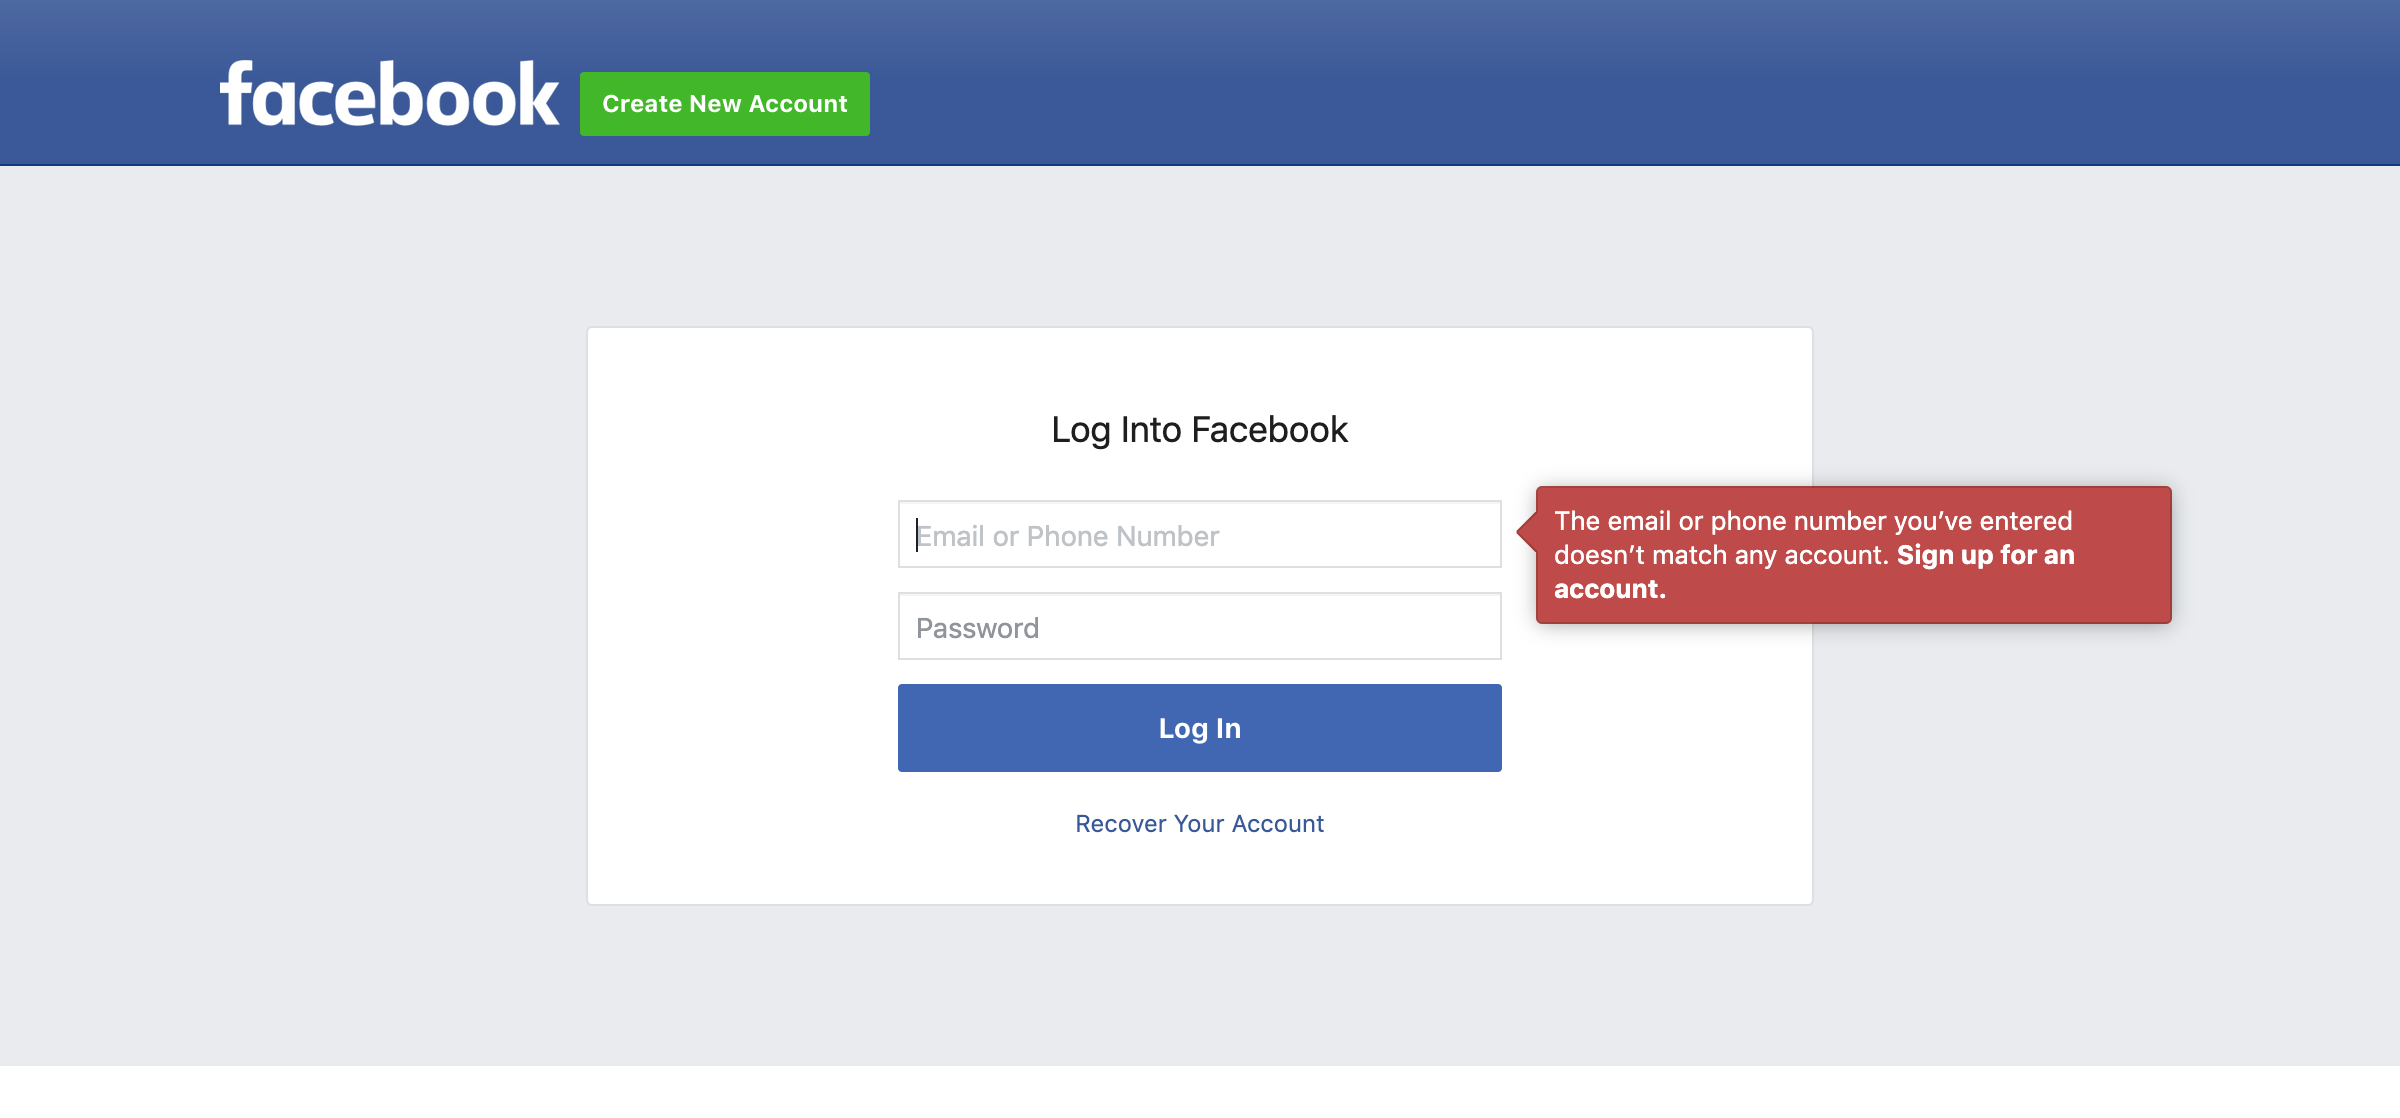 facebook
Create New Account
Log Into Facebook
Email or Phone Number
The email or phone number you’ve entered
doesn’t match any account. Sign up for an
account.
Password
Log In
Recover Your Account